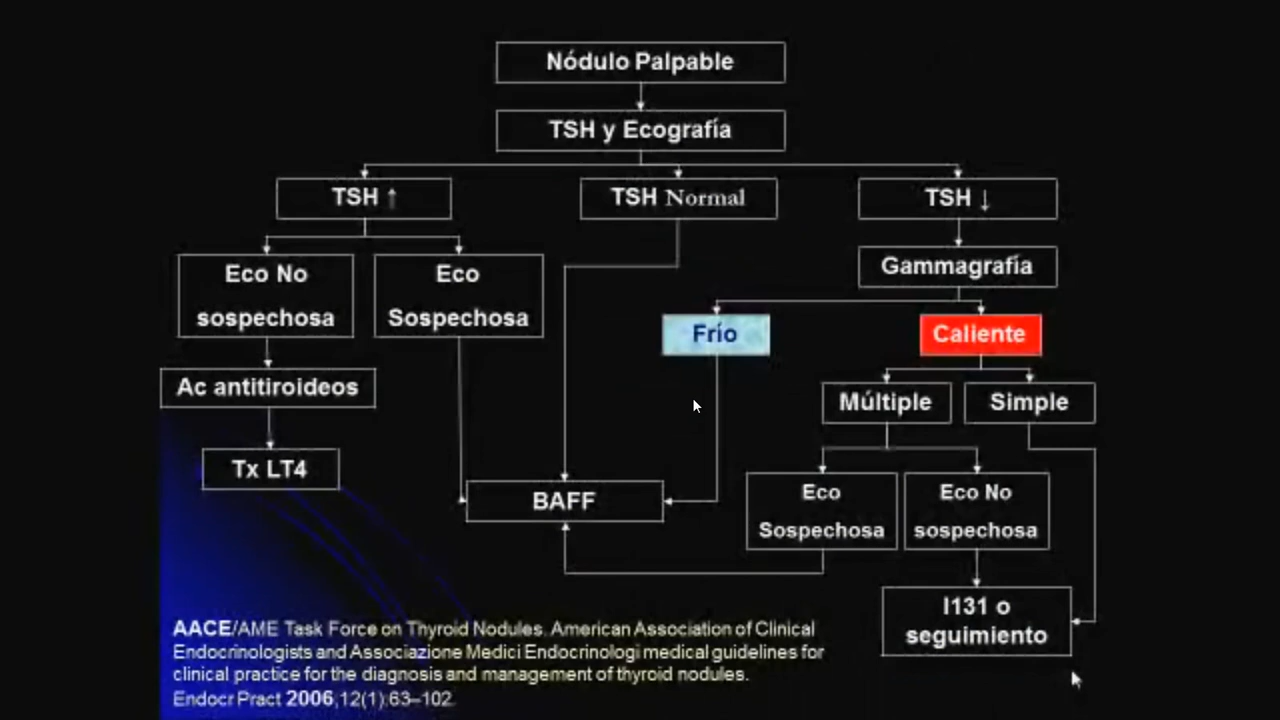 Nódulo Palpable
TSH y Ecografía
TSH ↑
TSH Normal
TSH ↓
Eco No
sospechosa
Eco
Sospechosa
Gammagrafía
Frío
Caliente
Ac antitiroideos
Múltiple
Simple
Tx LT4
BAFF
Eco
Sospechosa
Eco No
sospechosa
I131 o
seguimiento
AACE/AME Task Force on Thyroid Nodules. American Association of Clinical
Endocrinologists and Associazione Medici Endocrinologi medical guidelines for
clinical practice for the diagnosis and management of thyroid nodules.
Endocr Pract 2006;12(1):63–102.